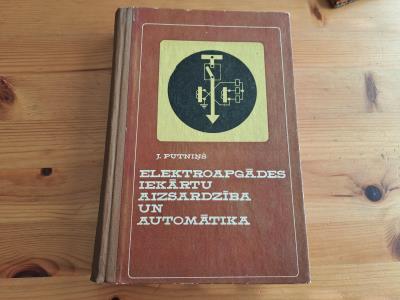 J. PUTNIŅŠ
ELEKTROAPGĀDES
IEKĀRTU
AIZSARDZĪBA
UN
AUTOMĀTIKA